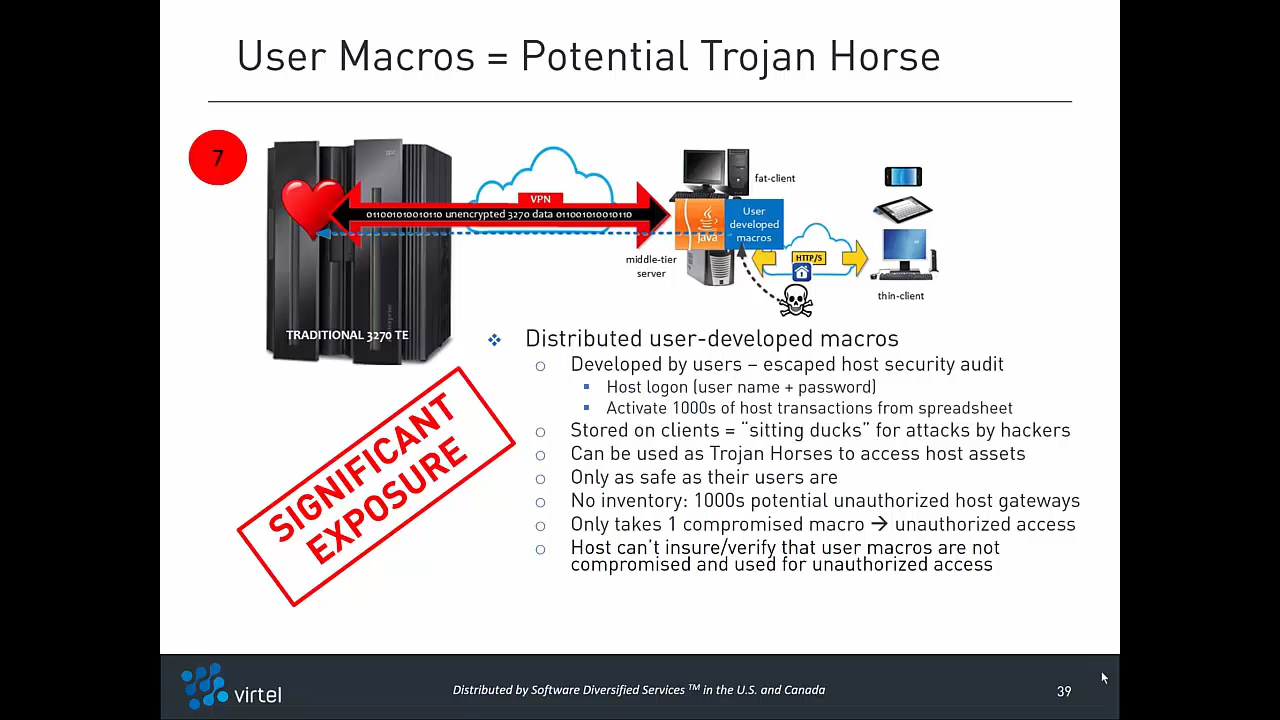 User Macros = Potential Trojan Horse
7
fat-client
VPN
011001010010110 unencrypted 3270 data 011001010010110
Java
User
developed
macros
middle-tier
server
HTTP/S
thin-client
TRADITIONAL 3270 TE
SIGNIFICANT
EXPOSURE
❖ Distributed user-developed macros
○ Developed by users – escaped host security audit
▪ Host logon (user name + password)
▪ Activate 1000s of host transactions from spreadsheet
○ Stored on clients = “sitting ducks” for attacks by hackers
○ Can be used as Trojan Horses to access host assets
○ Only as safe as their users are
○ No inventory: 1000s potential unauthorized host gateways
○ Only takes 1 compromised macro → unauthorized access
○ Host can’t insure/verify that user macros are not
compromised and used for unauthorized access
virtel
Distributed by Software Diversified Services TM in the U.S. and Canada
39